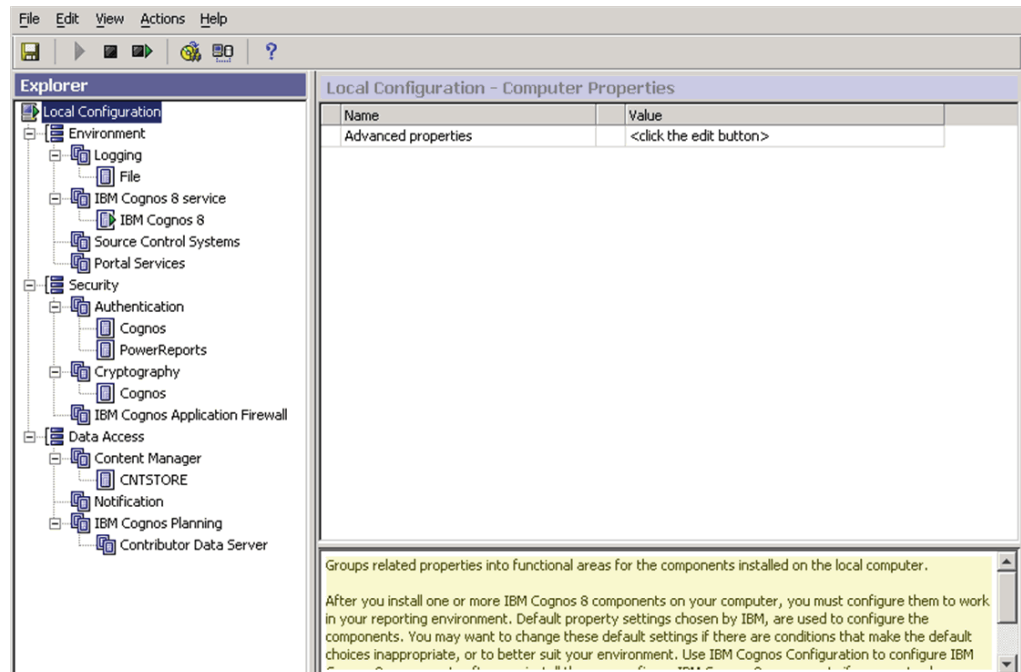 File Edit View Actions Help
?
Explorer
Local Configuration
Environment
Logging
File
IBM Cognos 8 service
IBM Cognos 8
Source Control Systems
Portal Services
Security
Authentication
Cognos
PowerReports
Cryptography
Cognos
IBM Cognos Application Firewall
Data Access
Content Manager
CNTSTORE
Notification
IBM Cognos Planning
Contributor Data Server
Local Configuration - Computer Properties
Name Value
Advanced properties <click the edit button>
Groups related properties into functional areas for the components installed on the local computer.
After you install one or more IBM Cognos 8 components on your computer, you must configure them to work
in your reporting environment. Default property settings chosen by IBM, are used to configure the
components. You may want to change these default settings if there are conditions that make the default
choices inappropriate, or to better suit your environment. Use IBM Cognos Configuration to configure IBM